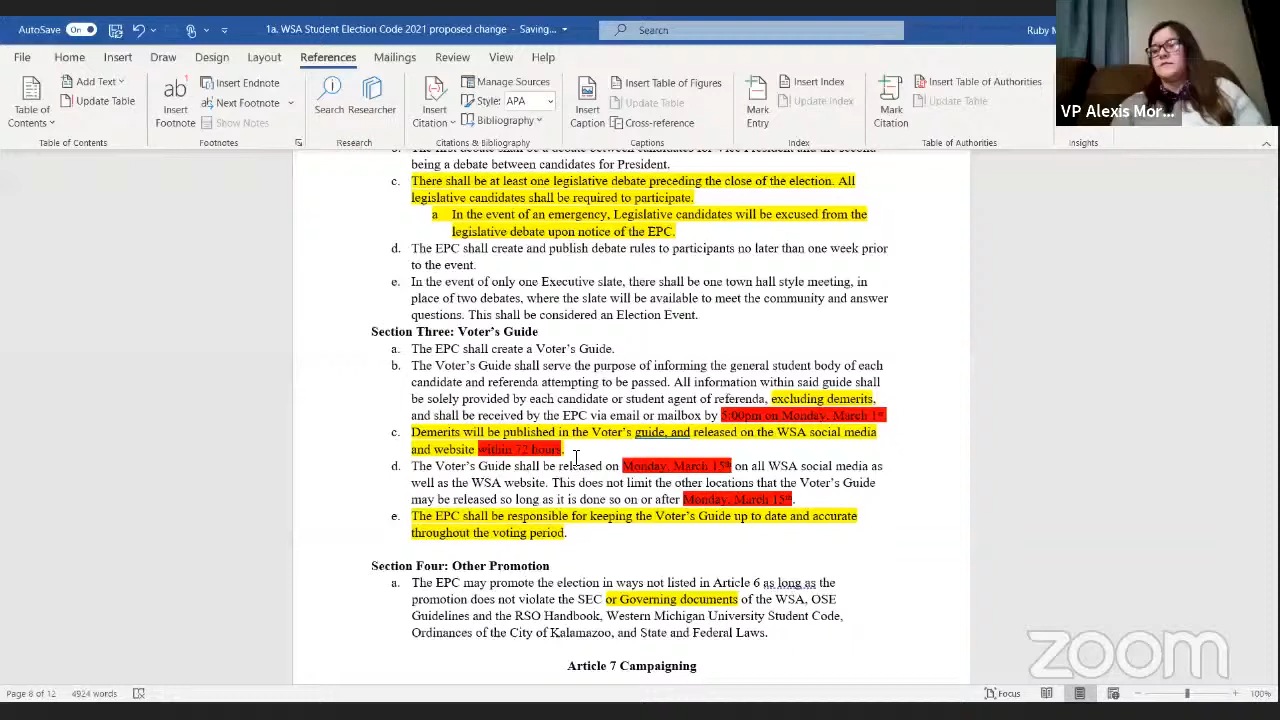 AutoSave On 1a. WSA Student Election Code 2021 proposed change - Saving... Search Ruby M
File Home Insert Draw Design Layout References Mailings Review View Help
Table of Contents Add Text Update Table
Table of Contents
ab Insert Footnote Insert Endnote Next Footnote Show Notes
Footnotes
Search Researcher
Research
Insert Citation Manage Sources Style: APA Bibliography
Citations & Bibliography
Insert Caption Insert Table of Figures Update Table Cross-reference
Captions
Mark Entry Insert Index Update Index
Index
Mark Citation Insert Table of Authorities Update Table
Table of Authorities
Insights
VP Alexis Mor...
being a debate between candidates for President.
c. There shall be at least one legislative debate preceding the close of the election. All
legislative candidates shall be required to participate.
a In the event of an emergency, Legislative candidates will be excused from the
legislative debate upon notice of the EPC.
d. The EPC shall create and publish debate rules to participants no later than one week prior
to the event.
e. In the event of only one Executive slate, there shall be one town hall style meeting, in
place of two debates, where the slate will be available to meet the community and answer
questions. This shall be considered an Election Event.
Section Three: Voter's Guide
a. The EPC shall create a Voter's Guide.
b. The Voter's Guide shall serve the purpose of informing the general student body of each
candidate and referenda attempting to be passed. All information within said guide shall
be solely provided by each candidate or student agent of referenda, excluding demerits,
and shall be received by the EPC via email or mailbox by 5:00pm on Monday, March 1st.
c. Demerits will be published in the Voter's guide, and released on the WSA social media
and website within 72 hours.
d. The Voter's Guide shall be released on Monday, March 15th on all WSA social media as
well as the WSA website. This does not limit the other locations that the Voter's Guide
may be released so long as it is done so on or after Monday, March 15th.
e. The EPC shall be responsible for keeping the Voter's Guide up to date and accurate
throughout the voting period.
Section Four: Other Promotion
a. The EPC may promote the election in ways not listed in Article 6 as long as the
promotion does not violate the SEC or Governing documents of the WSA, OSE
Guidelines and the RSO Handbook, Western Michigan University Student Code,
Ordinances of the City of Kalamazoo, and State and Federal Laws.
Article 7 Campaigning
zoom
Page 8 of 12 4924 words Focus 100%